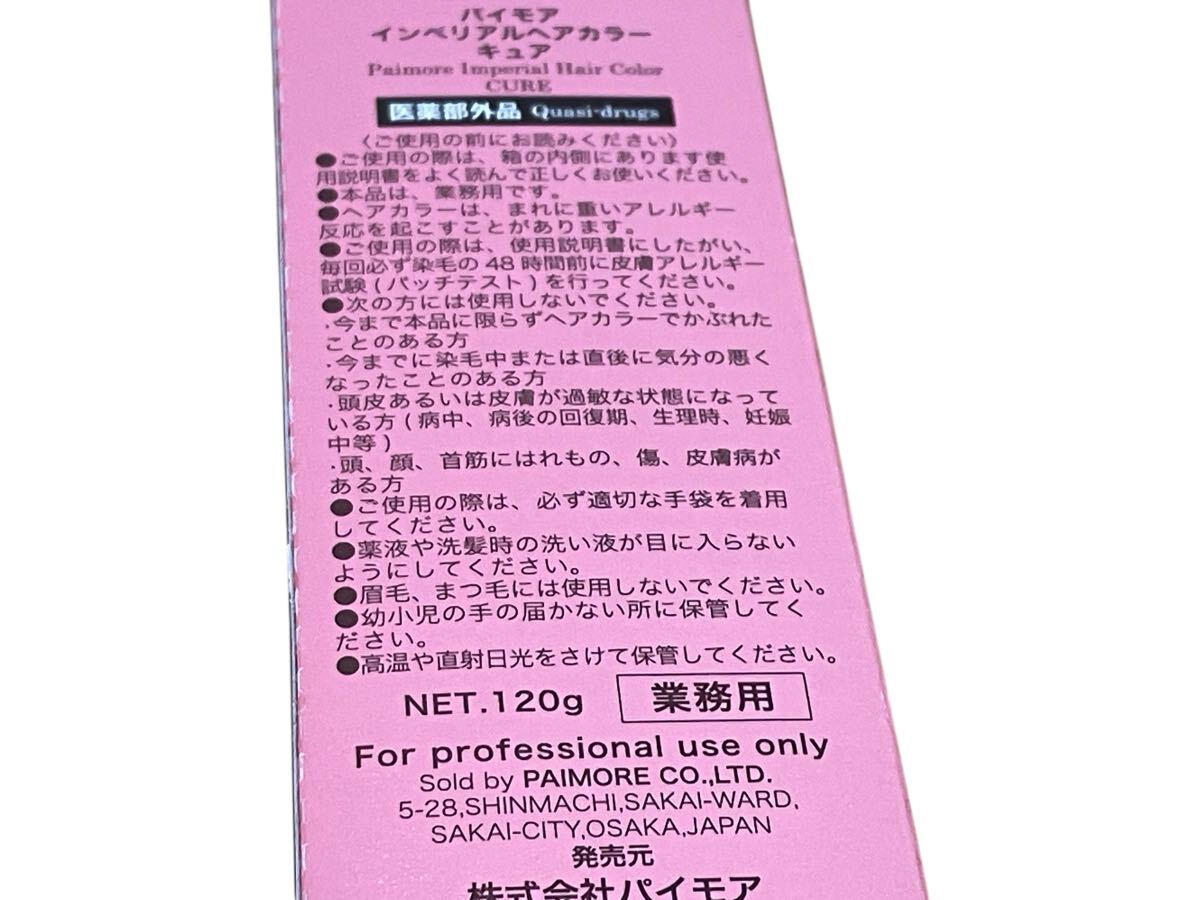 パイモア
インペリアルヘアカラー
キュア
Paimore Imperial Hair Color
CURE
医薬部外品 Quasi-drugs
(ご使用の前にお読みください)
●ご使用の際は、箱の内側にあります使
用説明書をよく読んで正しくお使いください。
●本品は、業務用です。
●ヘアカラーは、まれに重いアレルギー
反応を起こすことがあります。
●ご使用の際は、使用説明書にしたがい、
毎回必ず染毛の48時間前に皮膚アレルギー
試験(パッチテスト)を行ってください。
●次の方には使用しないでください。
・今まで本品に限らずヘアカラーでかぶれた
ことのある方
・今までに染毛中または直後に気分の悪く
なったことのある方
・頭皮あるいは皮膚が過敏な状態になって
いる方(病中、病後の回復期、生理時、妊娠
中等)
・頭、顔、首筋にはれもの、傷、皮膚病が
ある方
●ご使用の際は、必ず適切な手袋を着用
してください。
●薬液や洗髪時の洗い液が目に入らない
ようにしてください。
●眉毛、まつ毛には使用しないでください。
●幼小児の手の届かない所に保管してく
ださい。
●高温や直射日光をさけて保管してください。
NET.120g 業務用
For professional use only
Sold by PAIMORE CO.,LTD.
5-28,SHINMACHI,SAKAI-WARD,
SAKAI-CITY,OSAKA,JAPAN
発売元
株式会社パイモア